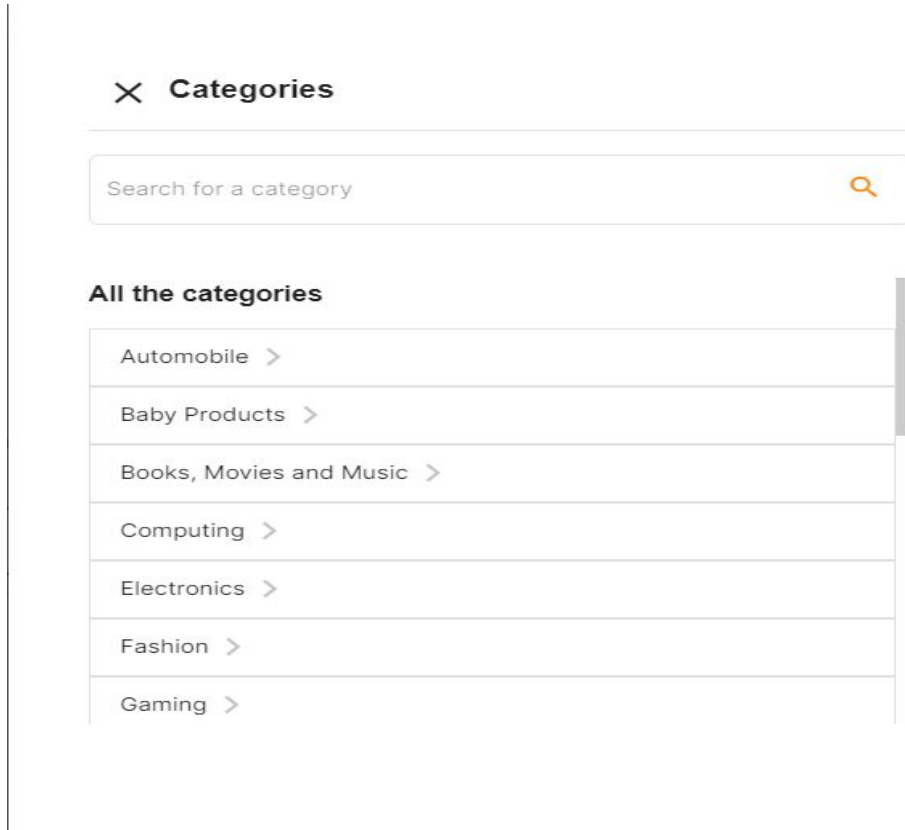 Categories
Search for a category
All the categories
Automobile
Baby Products
Books, Movies and Music
Computing
Electronics
Fashion
Gaming